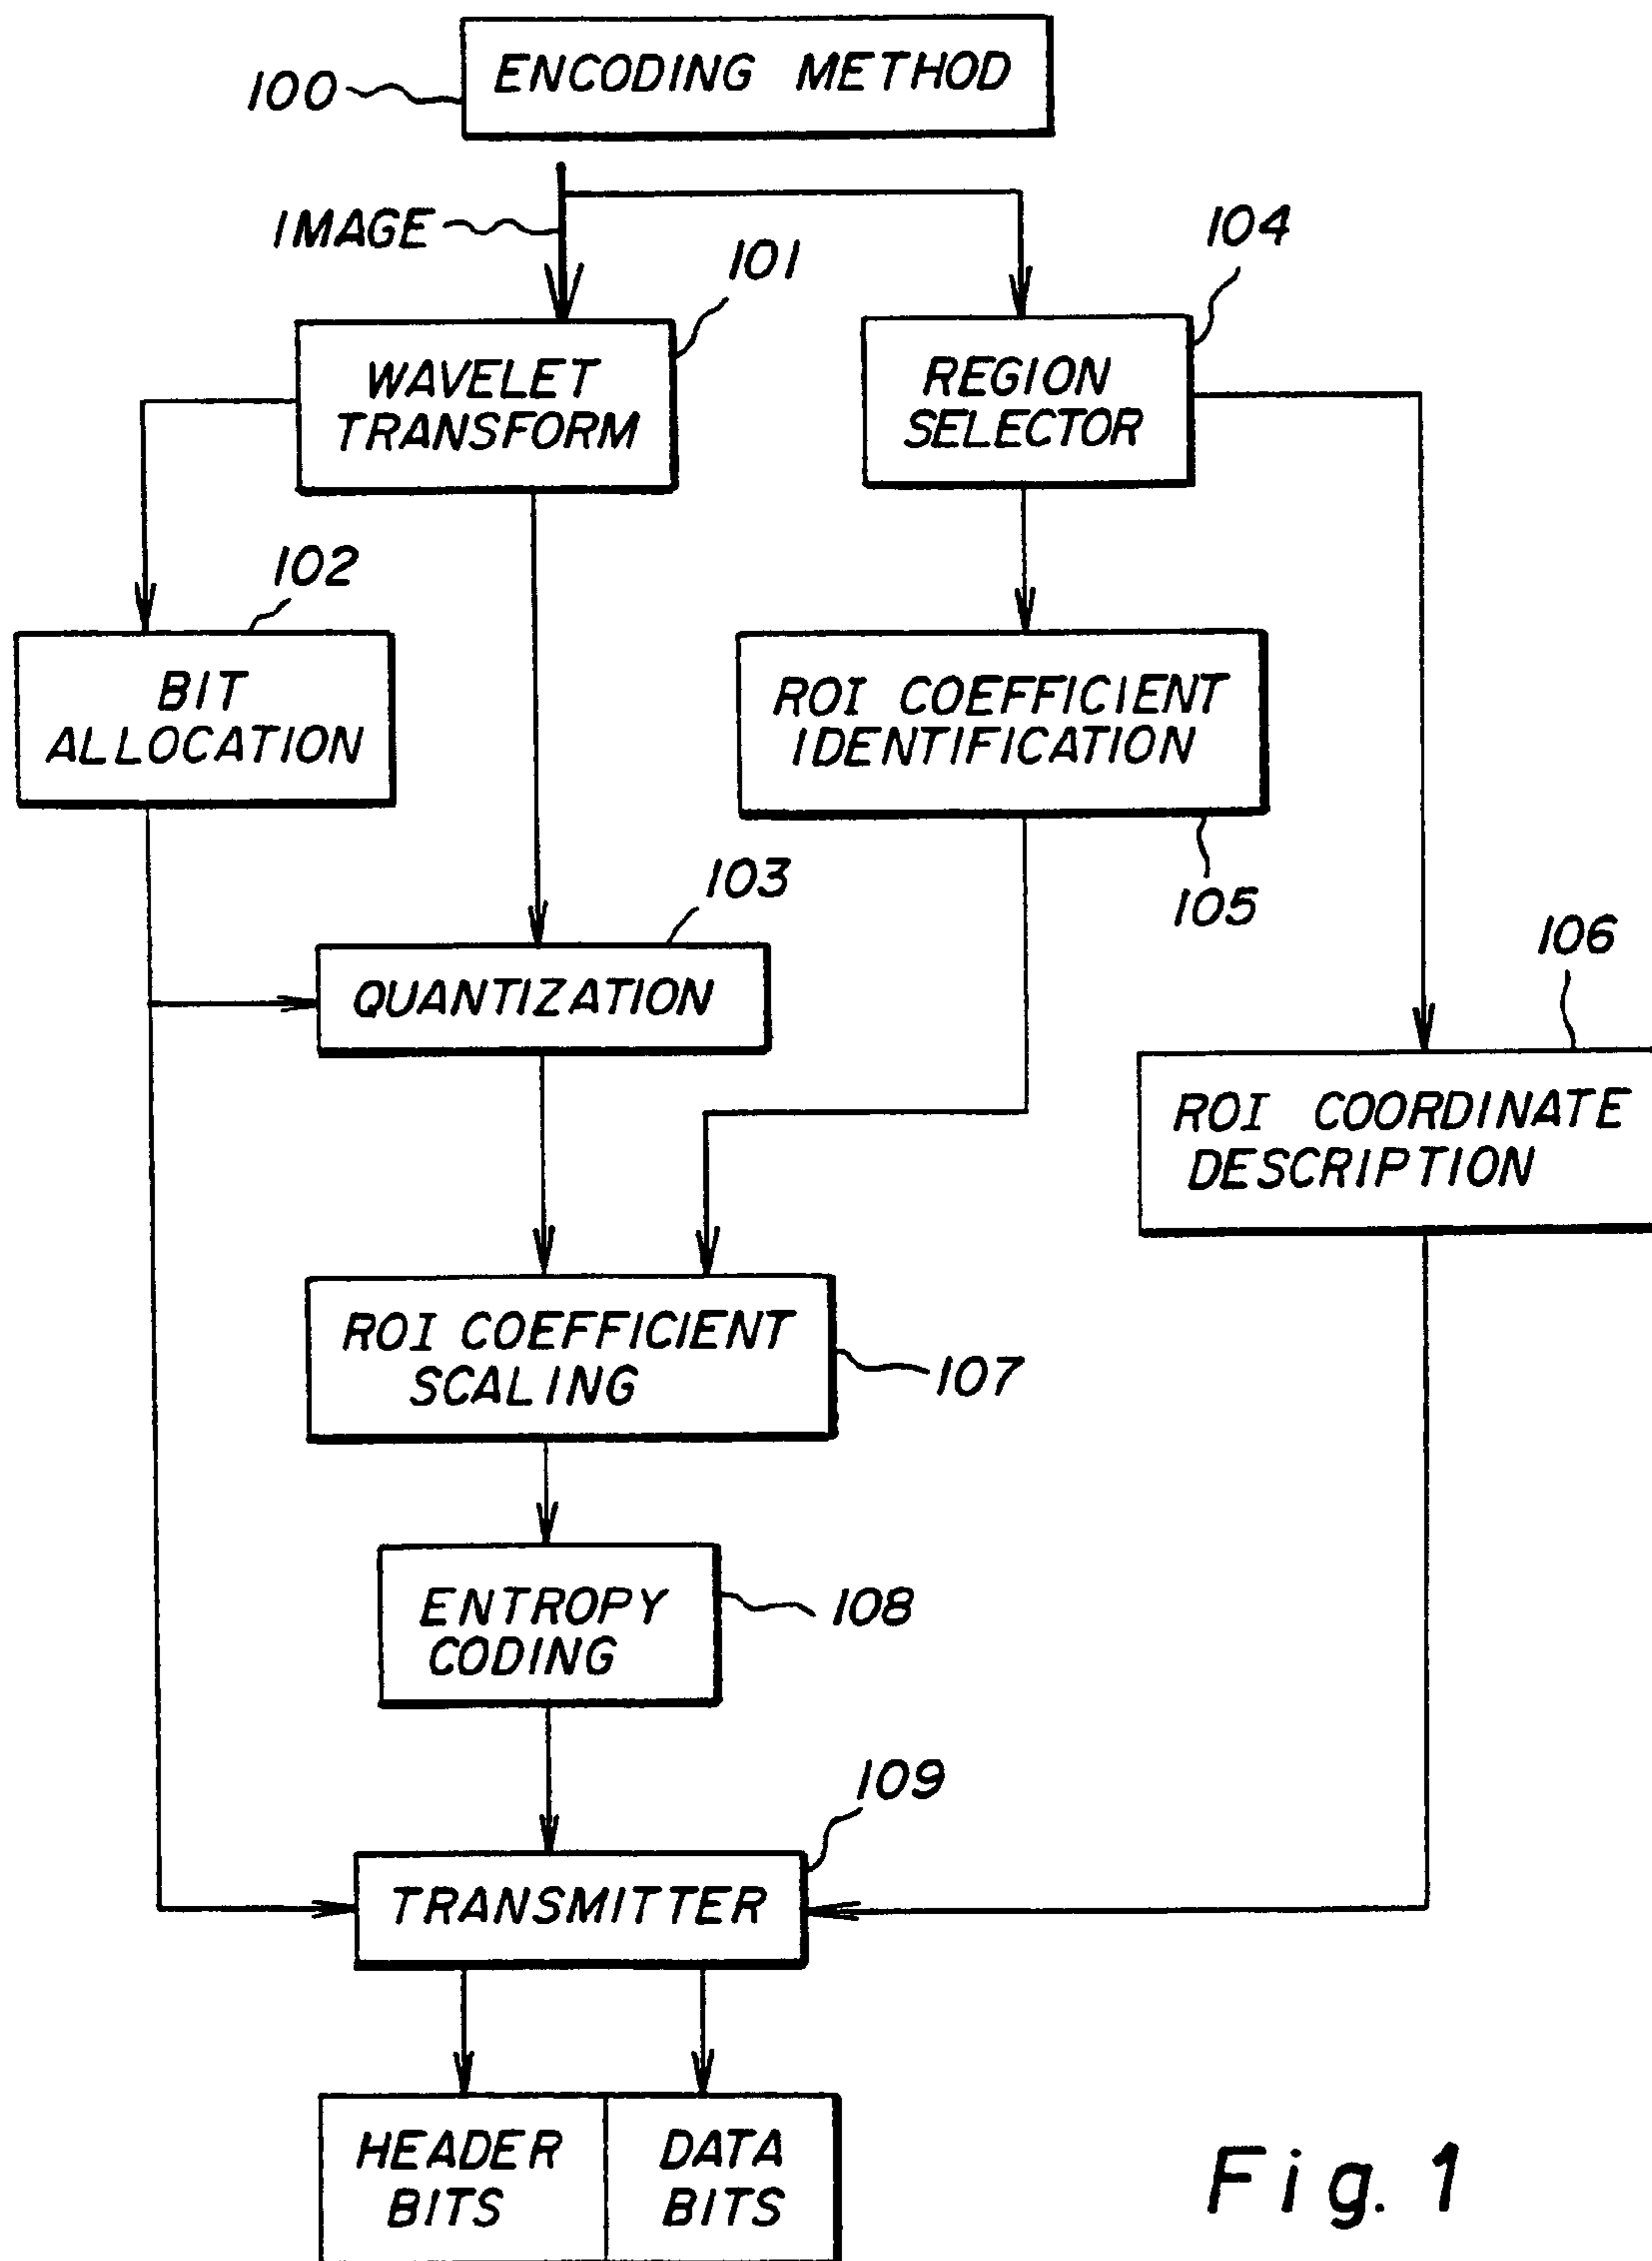 ENCODING METHOD
100
IMAGE
101
104
WAVELET
TRANSFORM
REGION
SELECTOR
102
BIT
ALLOCATION
ROI COEFFICIENT
IDENTIFICATION
103
105
106
QUANTIZATION
ROI COORDINATE
DESCRIPTION
ROI COEFFICIENT
SCALING
107
ENTROPY
CODING
108
109
TRANSMITTER
HEADER
BITS
DATA
BITS
Fig. 1